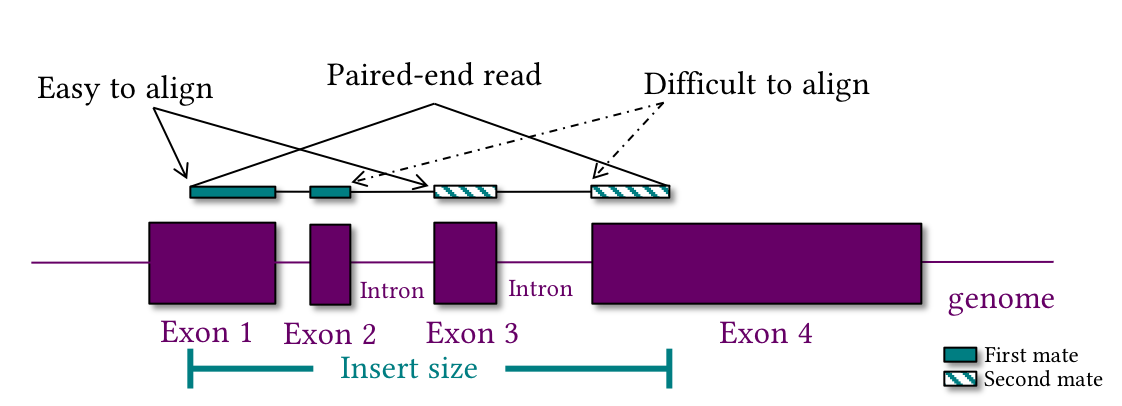 Easy to align
Paired-end read
Difficult to align
Intron
Intron
genome
Exon 1
Exon 2
Exon 3
Exon 4
Insert size
First mate
Second mate